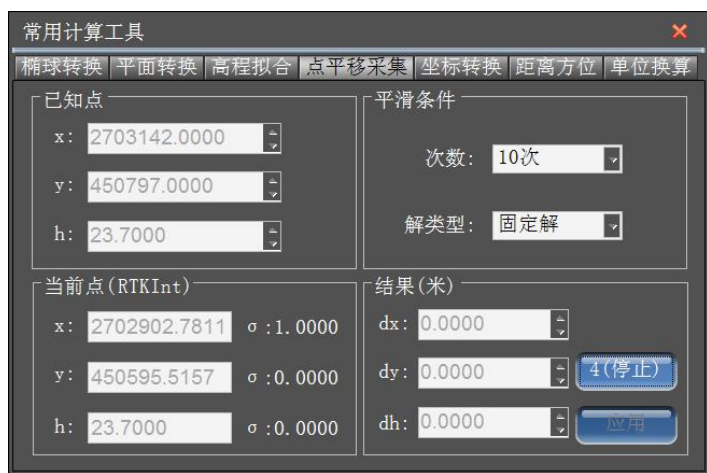 常用计算工具
椭球转换 平面转换 高程拟合 点平移采集 坐标转换 距离方位 单位换算
已知点
x: 2703142.0000
y: 450797.0000
h: 23.7000
平滑条件
次数: 10次
解类型: 固定解
当前点(RTKInt)
x: 2702902.7811 σ:1.0000
y: 450595.5157 σ:0.0000
h: 23.7000 σ:0.0000
结果(米)
dx: 0.0000
dy: 0.0000 4(停止)
dh: 0.0000 应用